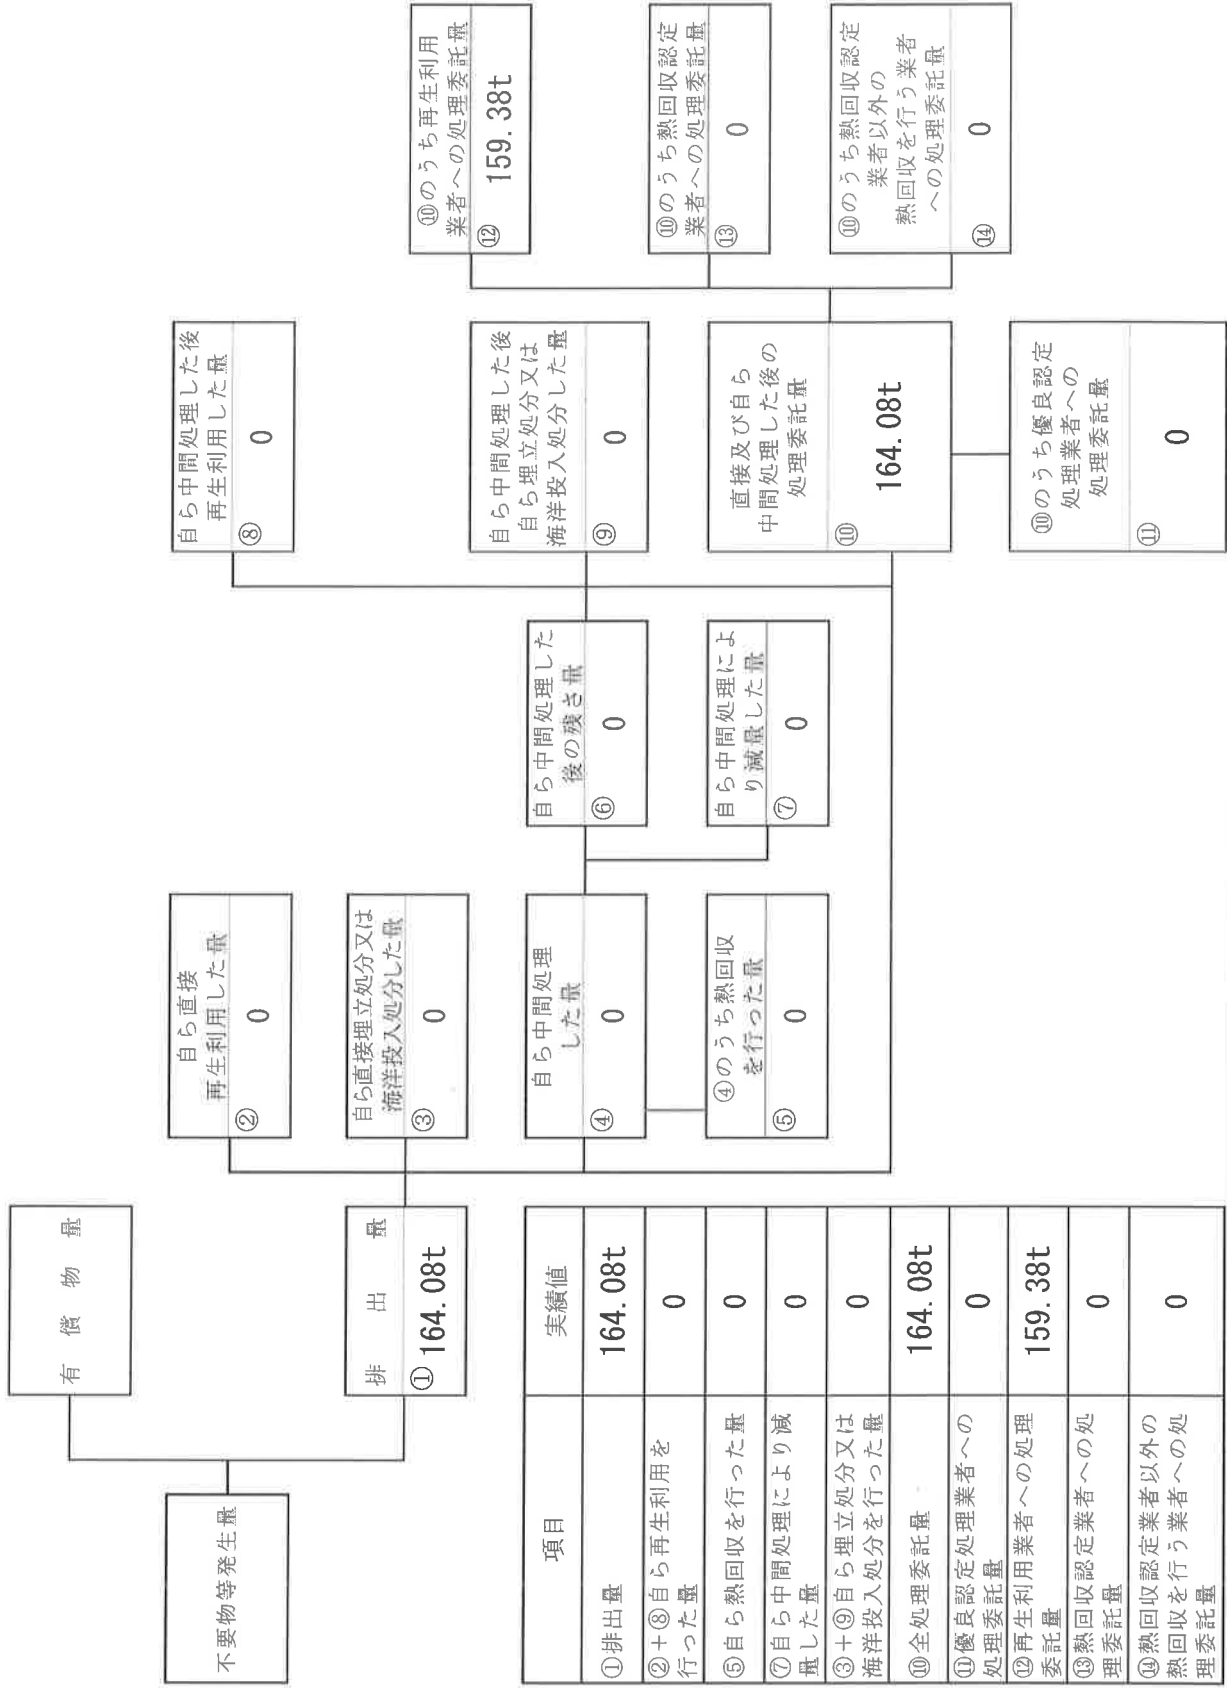 不要物等発生量
有償物量
排出量
① 164.08t
自ら直接
再生利用した量
② 0
自ら直接埋立処分又は
海洋投入処分した量
③ 0
自ら中間処理
した量
④ 0
④のうち熱回収
を行った量
⑤ 0
自ら中間処理した
後の残さ量
⑥ 0
自ら中間処理によ
り減量した量
⑦ 0
自ら中間処理した後
再生利用した量
⑧ 0
自ら中間処理した後
自ら埋立処分又は
海洋投入処分した量
⑨ 0
直接及び自ら
中間処理した後の
処理委託量
⑩ 164.08t
⑩のうち優良認定
処理業者への
処理委託量
⑪ 0
⑩のうち再生利用
業者への処理委託量
⑫ 159.38t
⑩のうち熱回収認定
業者への処理委託量
⑬ 0
⑩のうち熱回収認定
業者以外の
熱回収を行う業者
への処理委託量
⑭ 0
項目 実績値
①排出量 164.08t
②+⑧自ら再生利用を
行った量 0
⑤自ら熱回収を行った量 0
⑦自ら中間処理により減
量した量 0
③+⑨自ら埋立処分又は
海洋投入処分を行った量 0
⑩全処理委託量 164.08t
⑪優良認定処理業者への
処理委託量 0
⑫再生利用業者への処理
委託量 159.38t
⑬熱回収認定業者への処
理委託量 0
⑭熱回収認定業者以外の
熱回収を行う業者への処
理委託量 0